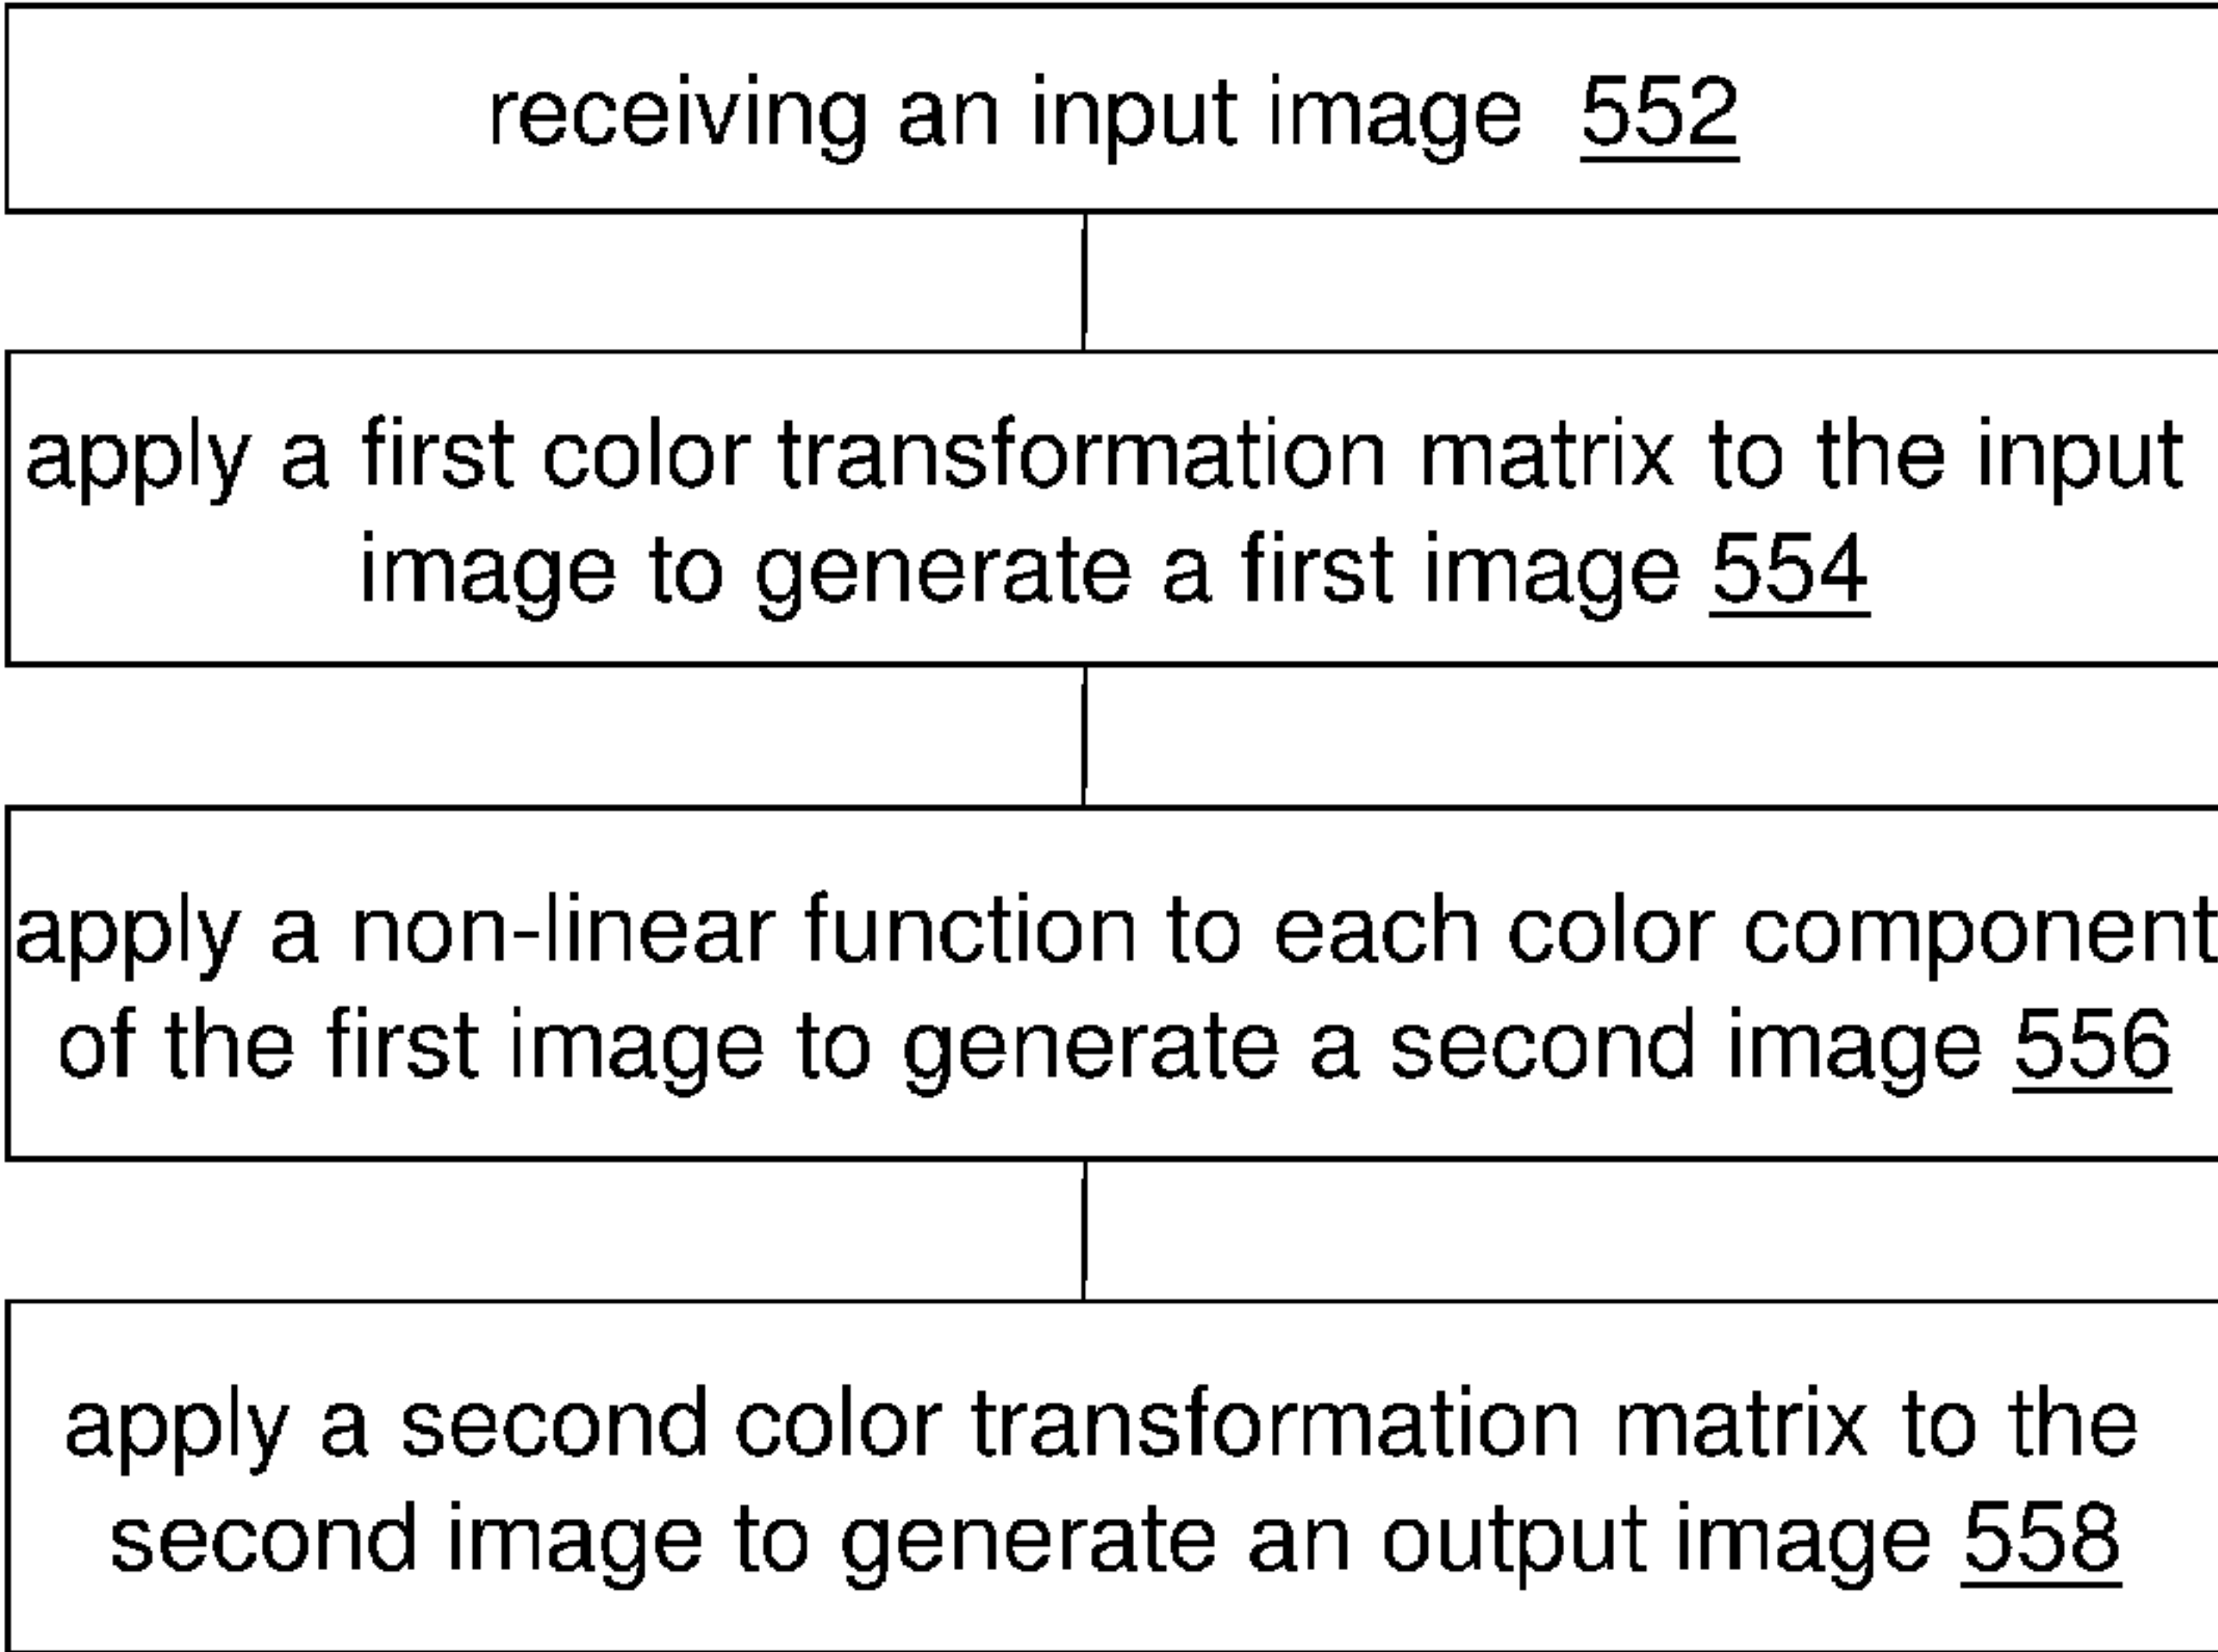 receiving an input image 552
apply a first color transformation matrix to the input
image to generate a first image 554
apply a non-linear function to each color component
of the first image to generate a second image 556
apply a second color transformation matrix to the
second image to generate an output image 558